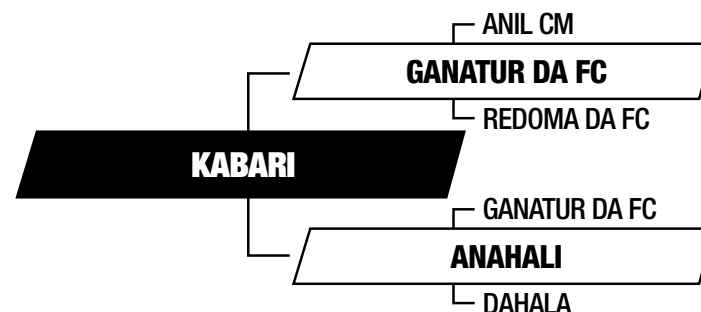 ANIL CM
GANATUR DA FC
REDOMA DA FC
KABARI
GANATUR DA FC
ANAHALI
DAHALA